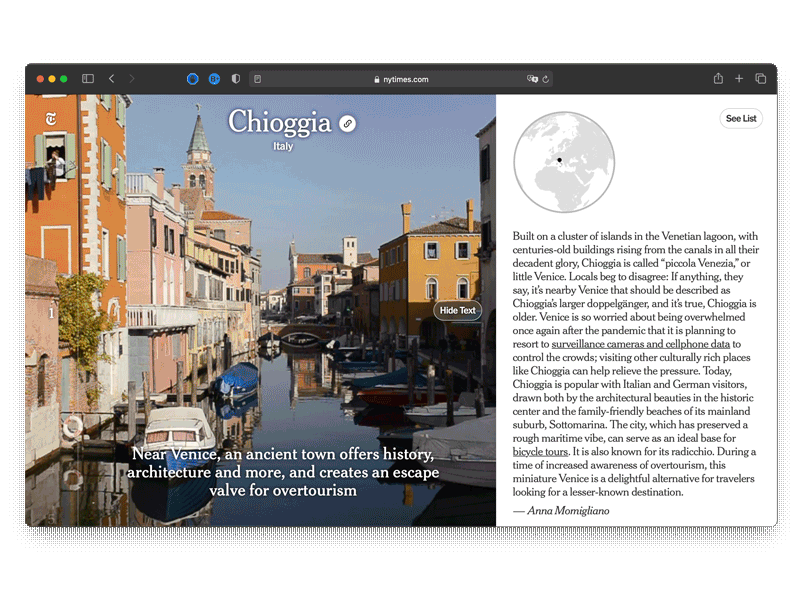 nytimes.com
Chioggia
Italy
See List
Hide Text
Near Venice, an ancient town offers history,
architecture and more, and creates an escape
valve for overtourism
Built on a cluster of islands in the Venetian lagoon, with
centuries-old buildings rising from the canals in all their
decadent glory, Chioggia is called “piccola Venezia,” or
little Venice. Locals beg to disagree: If anything, they
say, it’s nearby Venice that should be described as
Chioggia’s larger doppelgänger, and it’s true, Chioggia is
older. Venice is so worried about being overwhelmed
once again after the pandemic that it is planning to
resort to surveillance cameras and cellphone data to
control the crowds; visiting other culturally rich places
like Chioggia can help relieve the pressure. Today,
Chioggia is popular with Italian and German visitors,
drawn both by the architectural beauties in the historic
center and the family-friendly beaches of its mainland
suburb, Sottomarina. The city, which has preserved a
rough maritime vibe, can serve as an ideal base for
bicycle tours. It is also known for its radicchio. During a
time of increased awareness of overtourism, this
miniature Venice is a delightful alternative for travelers
looking for a lesser-known destination.
— Anna Momigliano